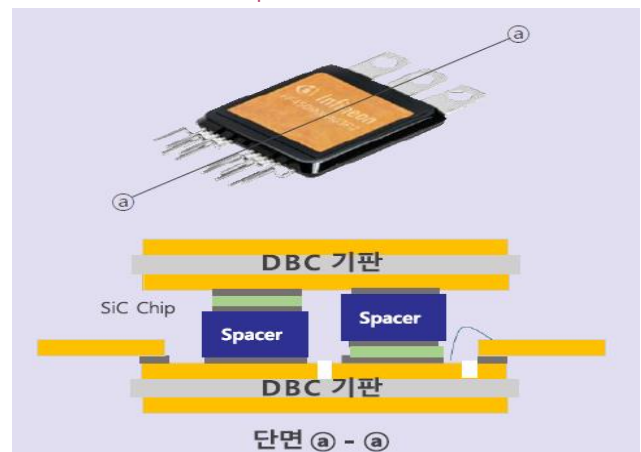 ⓐ
infineon
ⓐ
DBC 기판
SiC Chip
Spacer
Spacer
DBC 기판
단면 ⓐ - ⓐ